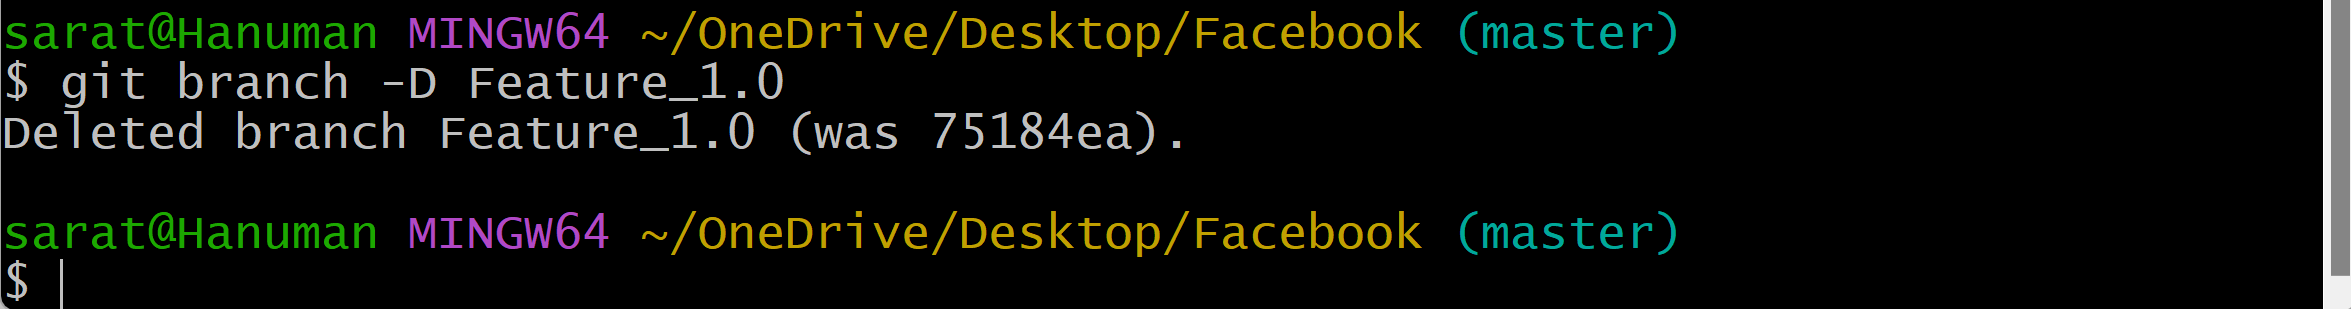 sarat@Hanuman MINGW64 ~/OneDrive/Desktop/Facebook (master)
$ git branch -D Feature_1.0
Deleted branch Feature_1.0 (was 75184ea).
sarat@Hanuman MINGW64 ~/OneDrive/Desktop/Facebook (master)
$